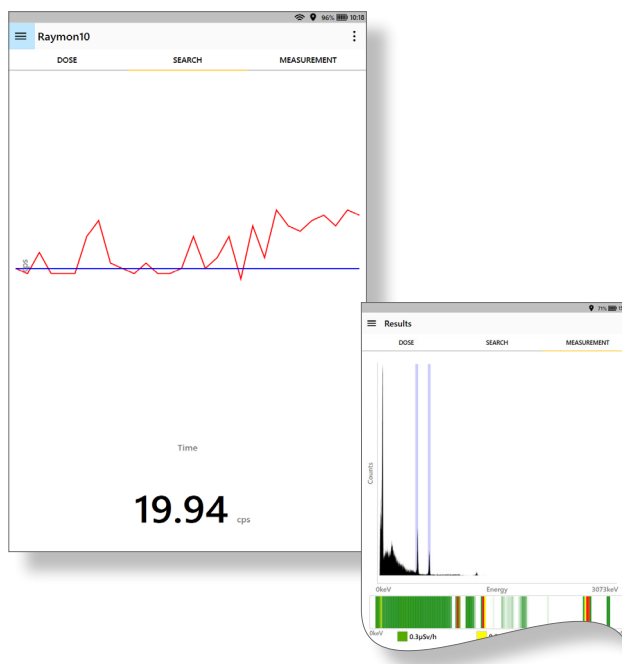 96% 10:18
Raymon10
DOSE SEARCH MEASUREMENT
cps
Time
19.94 cps
71%
Results
DOSE SEARCH MEASUREMENT
Counts
0keV Energy 3073keV
0keV
0.3µSv/h